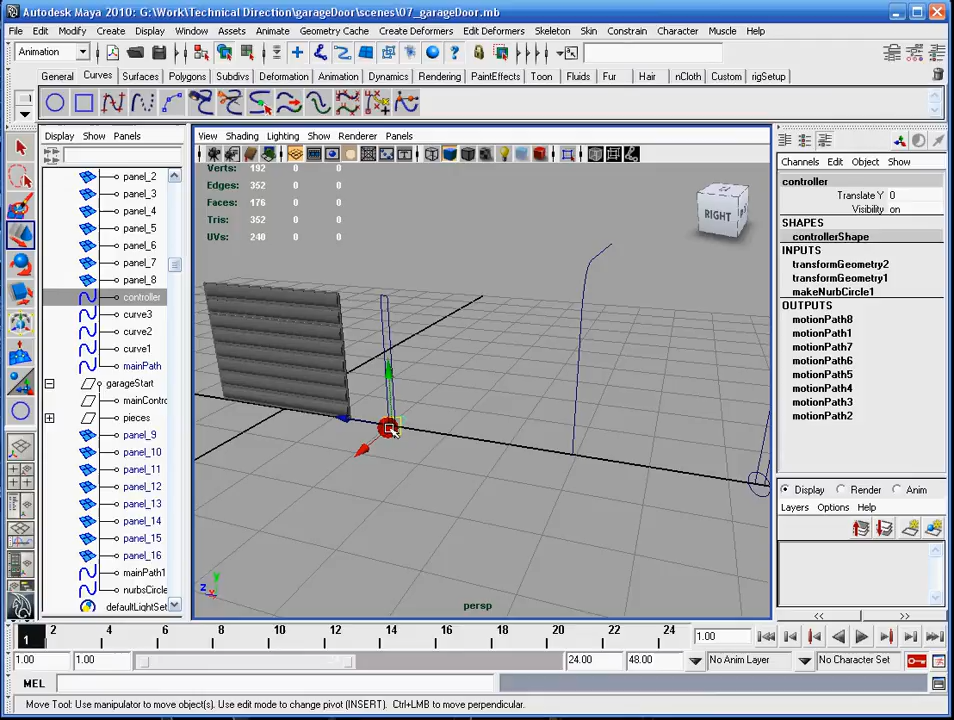 Autodesk Maya 2010: G:\Work\Technical Direction\garageDoor\scenes\07_garageDoor.mb
File Edit Modify Create Display Window Assets Animate Geometry Cache Create Deformers Edit Deformers Skeleton Skin Constrain Character Muscle Help
Animation
General Curves Surfaces Polygons Subdivs Deformation Animation Dynamics Rendering PaintEffects Toon Fluids Fur Hair nCloth Custom rigSetup
Display Show Panels
View Shading Lighting Show Renderer Panels
Channels Edit Object Show
panel_2
panel_3
panel_4
panel_5
panel_6
panel_7
panel_8
controller
curve3
curve2
curve1
mainPath
garageStart
mainContro
pieces
panel_9
panel_10
panel_11
panel_12
panel_13
panel_14
panel_15
panel_16
mainPath1
nurbsCircle
defaultLightSet
Verts: 192 0 0
Edges: 352 0 0
Faces: 176 0 0
Tris: 352 0 0
UVs: 240 0 0
RIGHT
persp
y
z
x
controller
Translate Y 0
Visibility on
SHAPES
controllerShape
INPUTS
transformGeometry2
transformGeometry1
makeNurbCircle1
OUTPUTS
motionPath8
motionPath1
motionPath7
motionPath6
motionPath5
motionPath4
motionPath3
motionPath2
Display Render Anim
Layers Options Help
<< >>
1 2 4 6 8 10 12 14 16 18 20 22 24 1.00
1.00 1.00 24.00 48.00 No Anim Layer No Character Set
MEL
Move Tool: Use manipulator to move object(s). Use edit mode to change pivot (INSERT). Ctrl+LMB to move perpendicular.